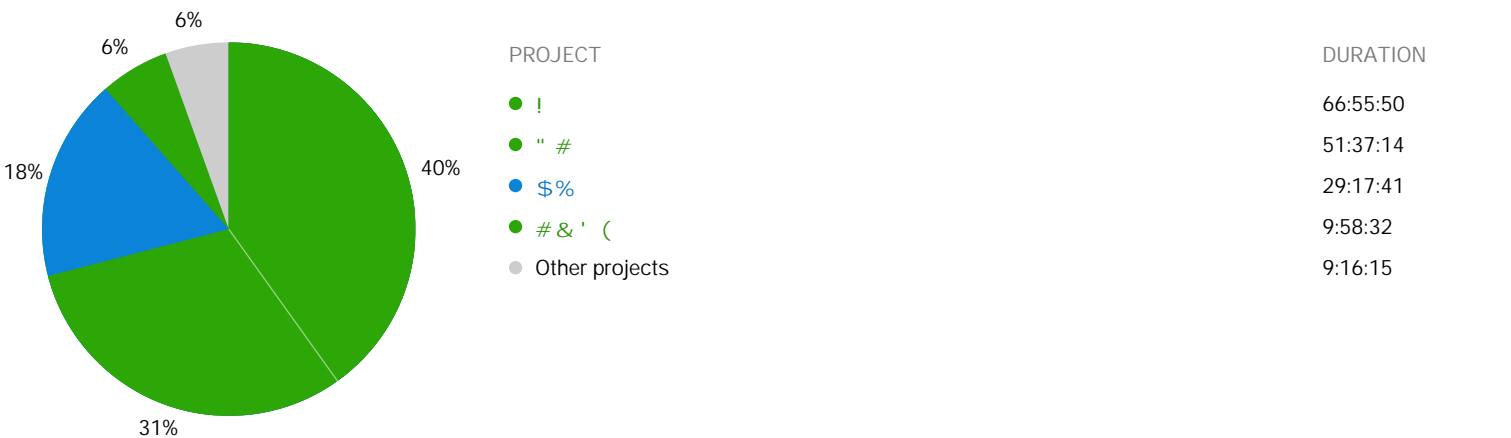 6%
6%
18%
40%
31%
PROJECT DURATION
! 66:55:50
" # 51:37:14
$% 29:17:41
#&' ( 9:58:32
Other projects 9:16:15